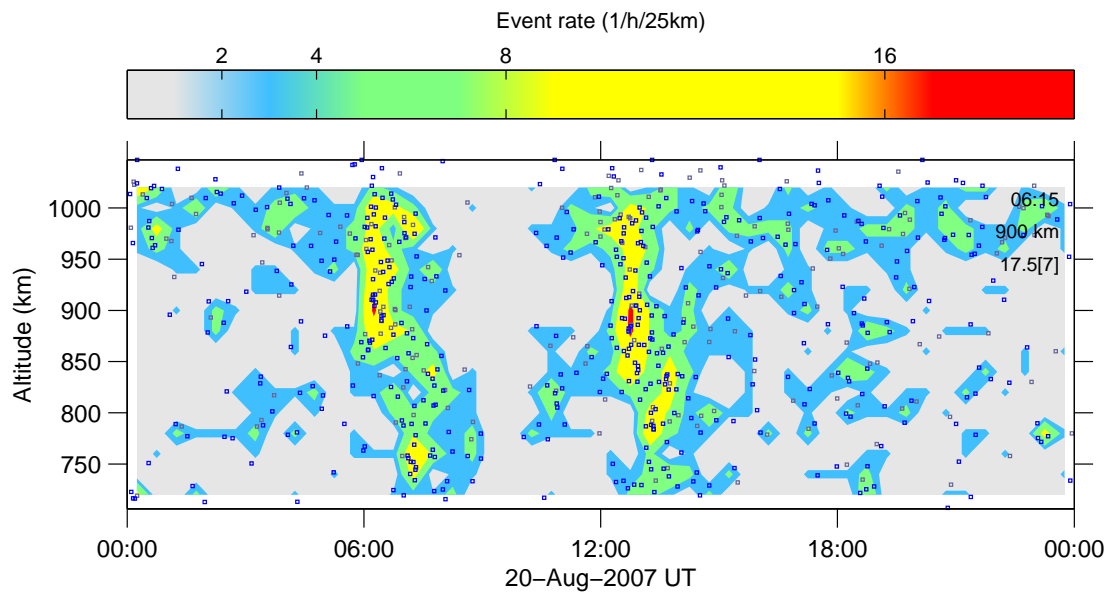 Event rate (1/h/25km)
2 4 8 16
1000
950
900
850
800
750
Altitude (km)
06:15
900 km
17.5[7]
00:00 06:00 12:00 18:00 00:00
20−Aug−2007 UT